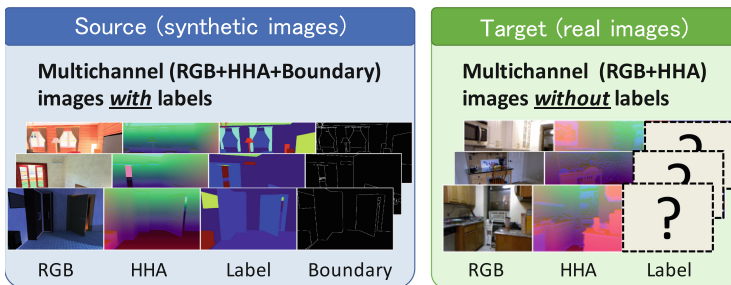 Source (synthetic images)
Multichannel (RGB+HHA+Boundary)
images with labels
RGB HHA Label Boundary
Target (real images)
Multichannel (RGB+HHA)
images without labels
?
?
?
RGB HHA Label